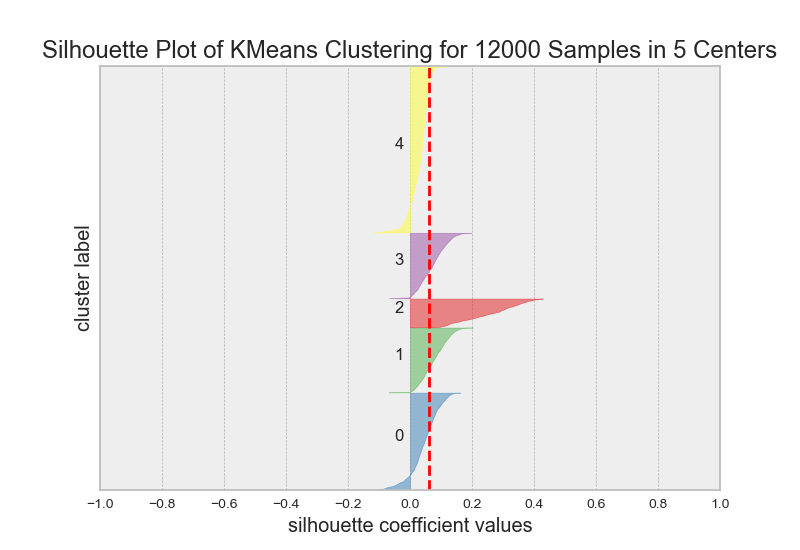 Silhouette Plot of KMeans Clustering for 12000 Samples in 5 Centers
4
3
2
1
0
cluster label
−1.0 −0.8 −0.6 −0.4 −0.2 0.0 0.2 0.4 0.6 0.8 1.0
silhouette coefficient values